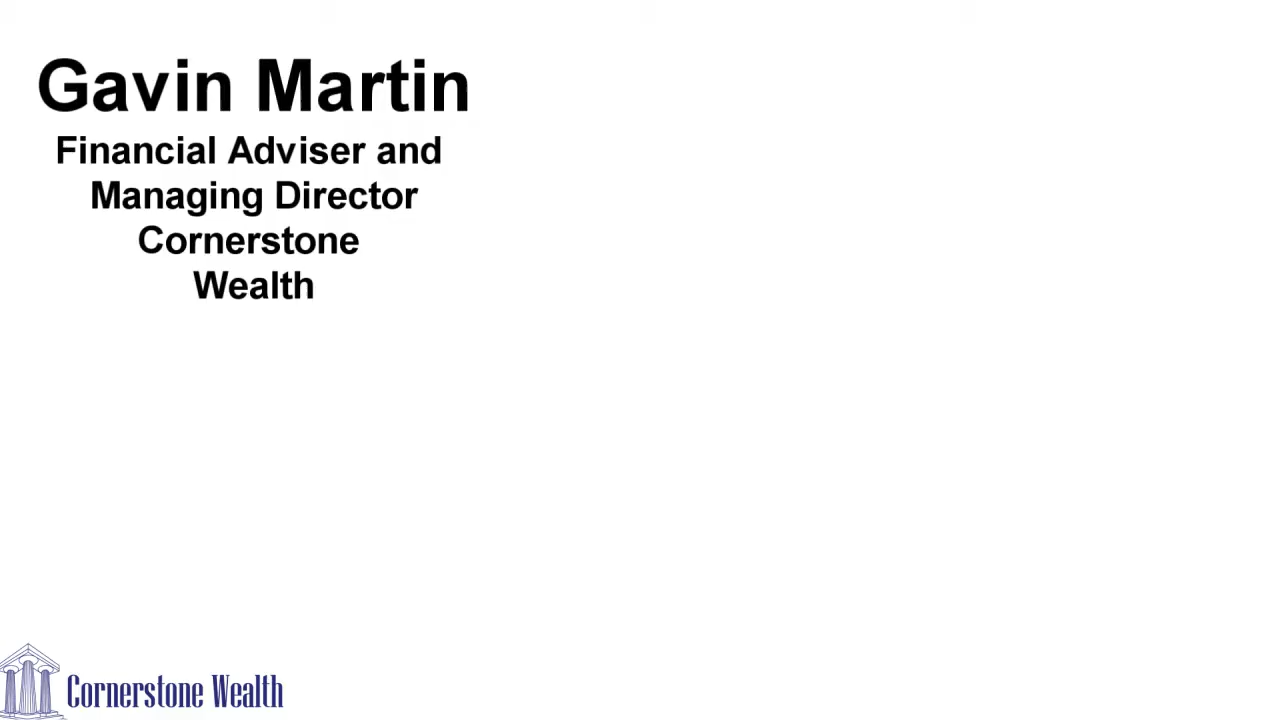 Gavin Martin
Financial Adviser and
Managing Director
Cornerstone
Wealth
Cornerstone Wealth